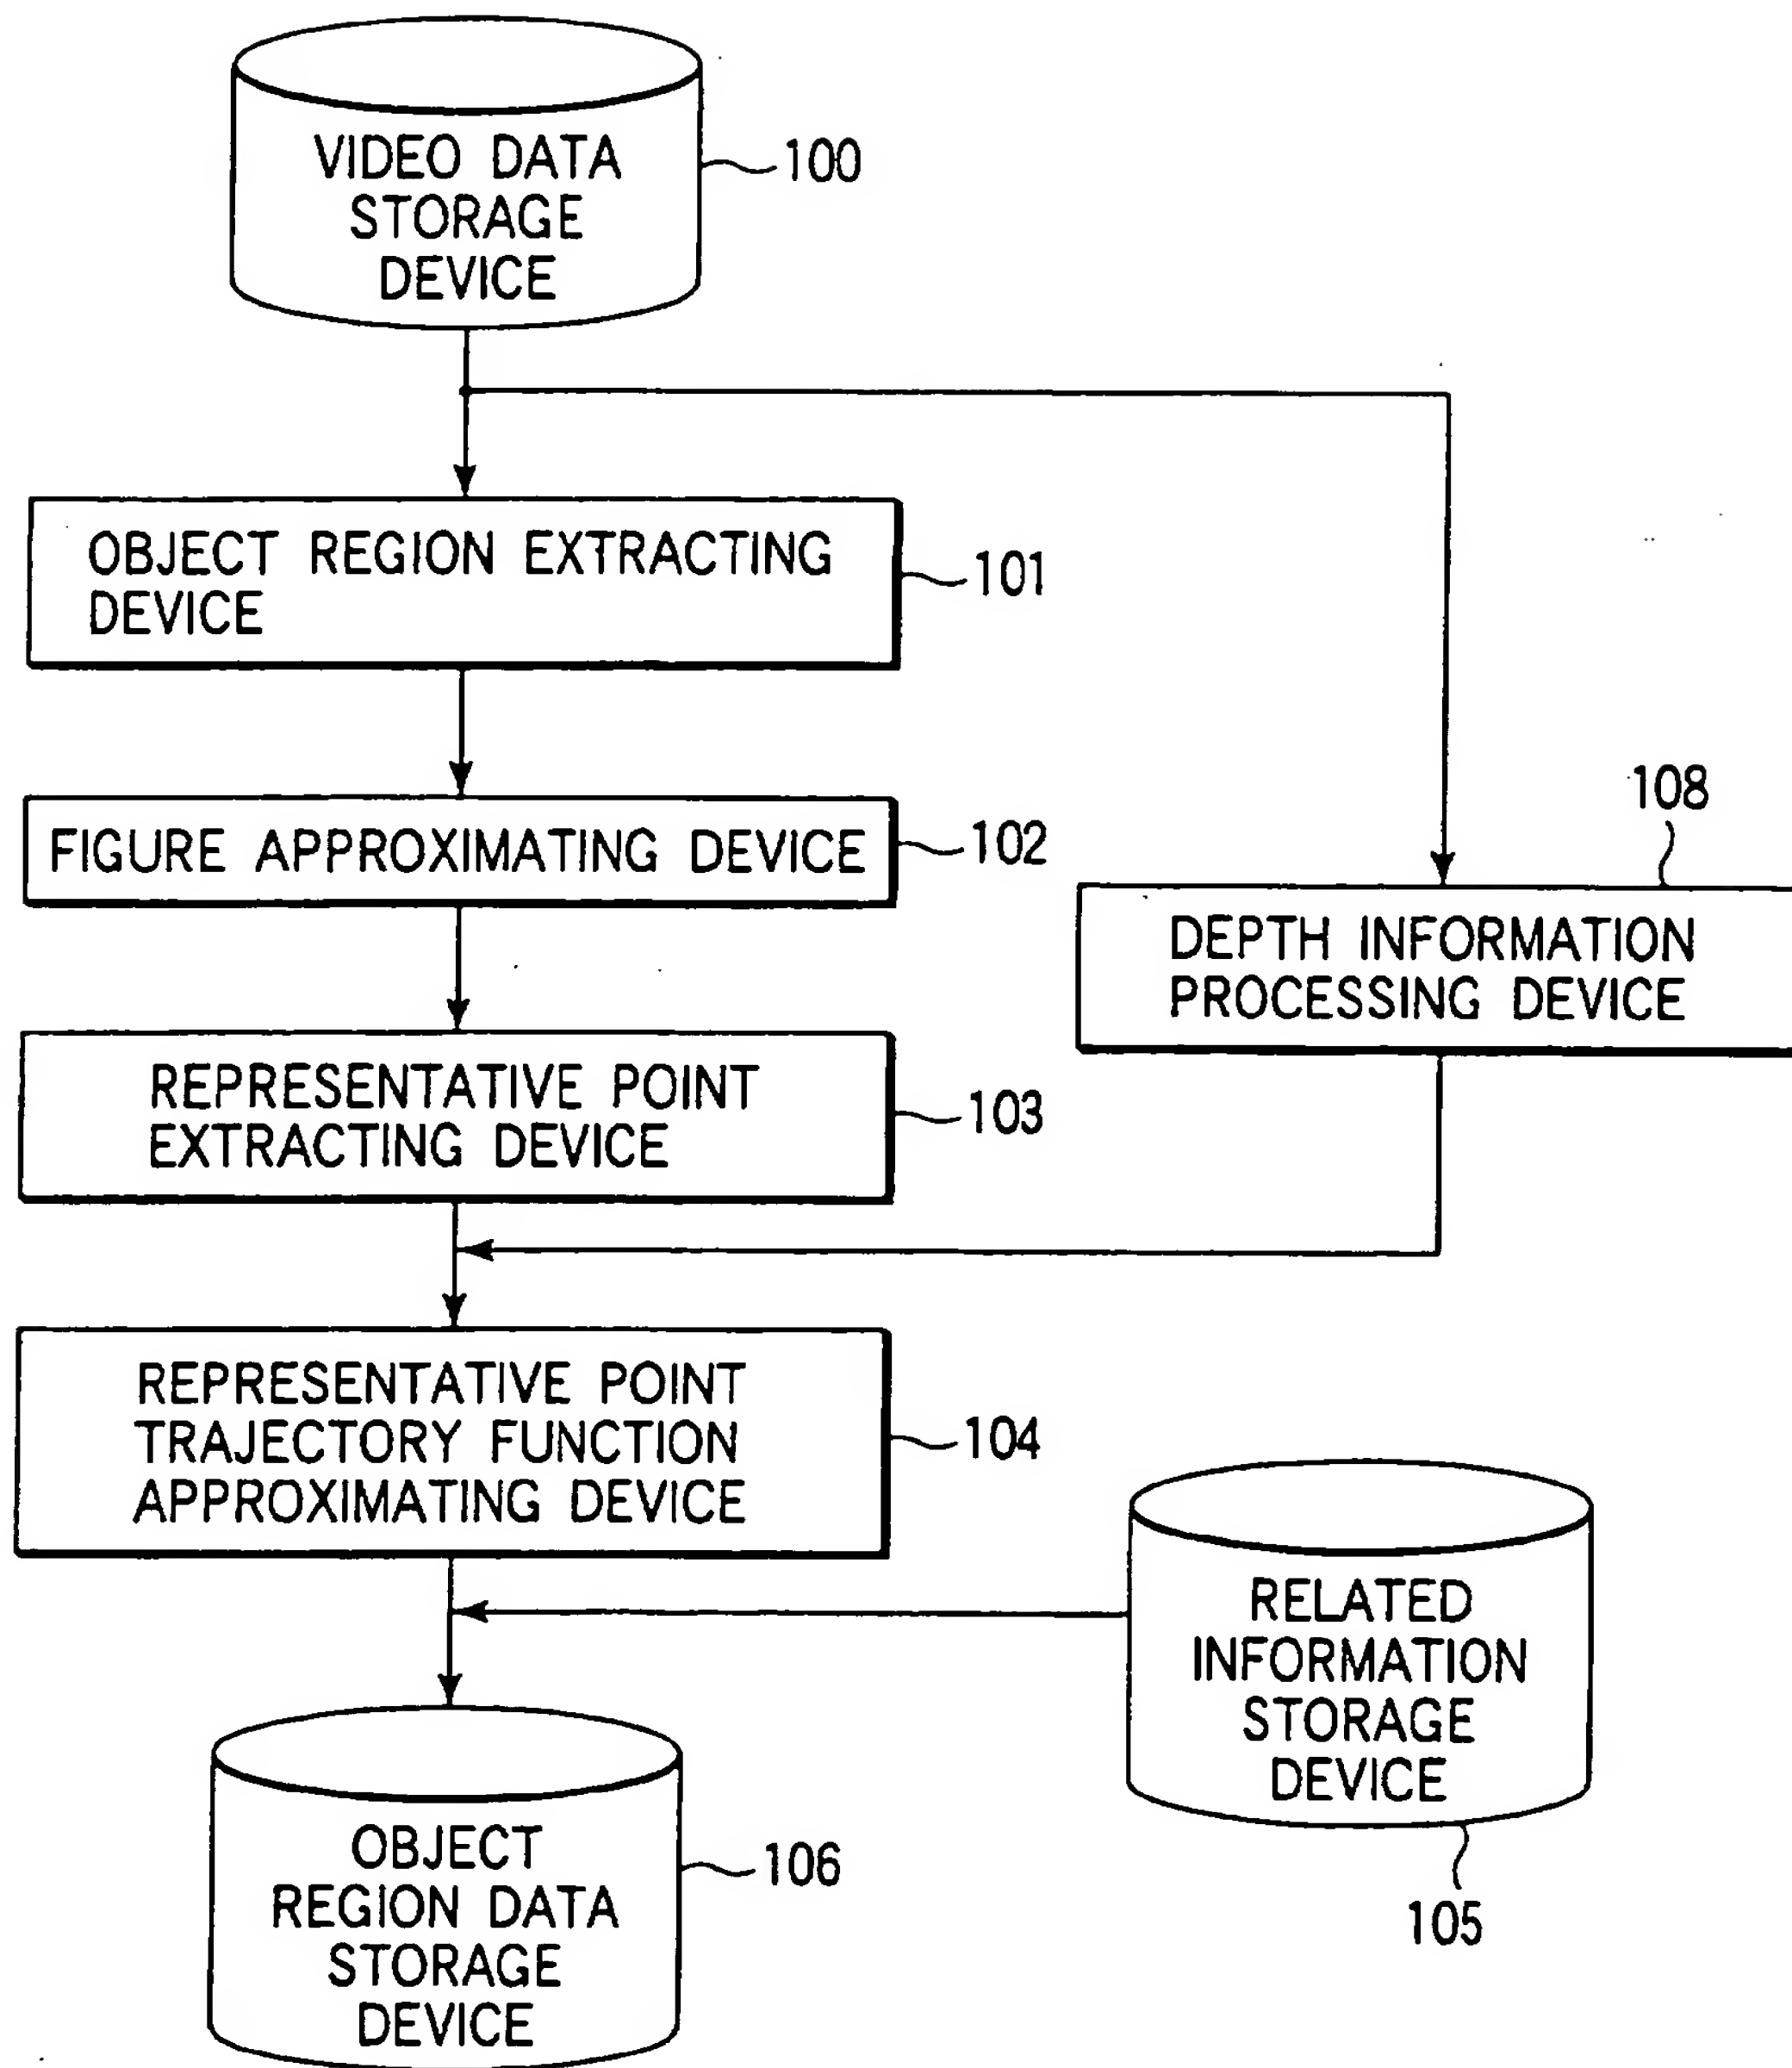 VIDEO DATA
STORAGE
DEVICE
100
OBJECT REGION EXTRACTING
DEVICE
101
FIGURE APPROXIMATING DEVICE
102
108
DEPTH INFORMATION
PROCESSING DEVICE
REPRESENTATIVE POINT
EXTRACTING DEVICE
103
REPRESENTATIVE POINT
TRAJECTORY FUNCTION
APPROXIMATING DEVICE
104
RELATED
INFORMATION
STORAGE
DEVICE
105
OBJECT
REGION DATA
STORAGE
DEVICE
106